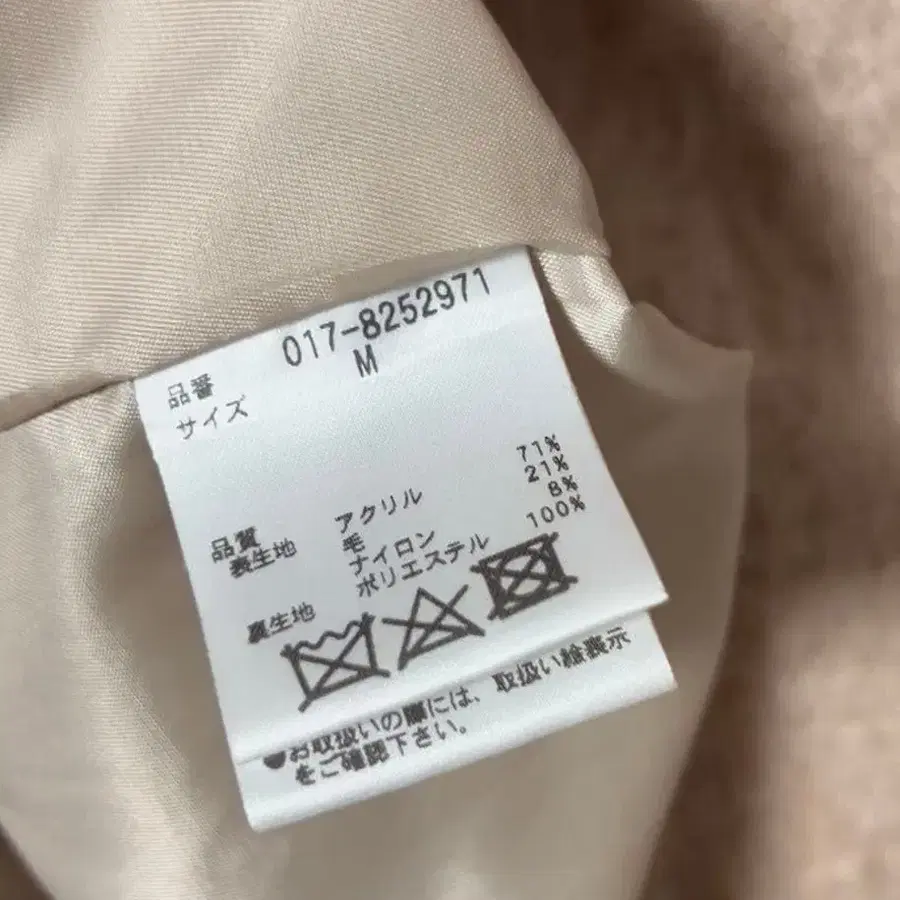 品番 017-8252971
サイズ M
品質
表生地 アクリル 71%
毛 21%
ナイロン 8%
裏生地 ポリエステル 100%
●お取扱いの際には、取扱い絵表示
をご確認下さい。